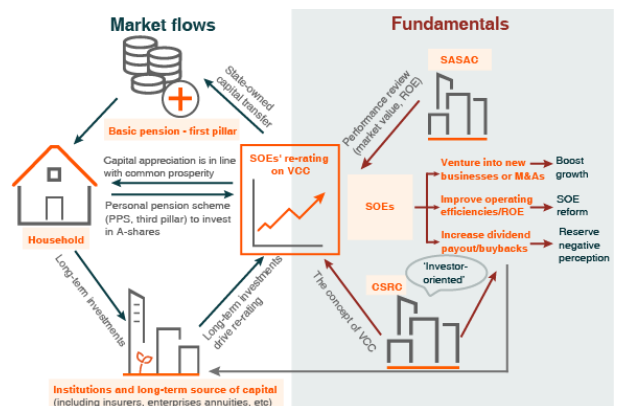 Market flows
Fundamentals
State-owned
capital transfer
Basic pension - first pillar
Capital appreciation is in line
with common prosperity
Personal pension scheme
(PPS, third pillar) to invest
in A-shares
Household
SOEs' re-rating
on VCC
Long-term investments
Long-term investments
drive re-rating
Institutions and long-term source of capital
(including insurers, enterprises annuities, etc)
SASAC
Performance review
(market value, ROE)
SOEs
Venture into new
businesses or M&As
Boost
growth
Improve operating
efficiencies/ROE
SOE
reform
Increase dividend
payout/buybacks
Reserve
negative
perception
'Investor-
oriented'
CSRC
The concept of
VCC